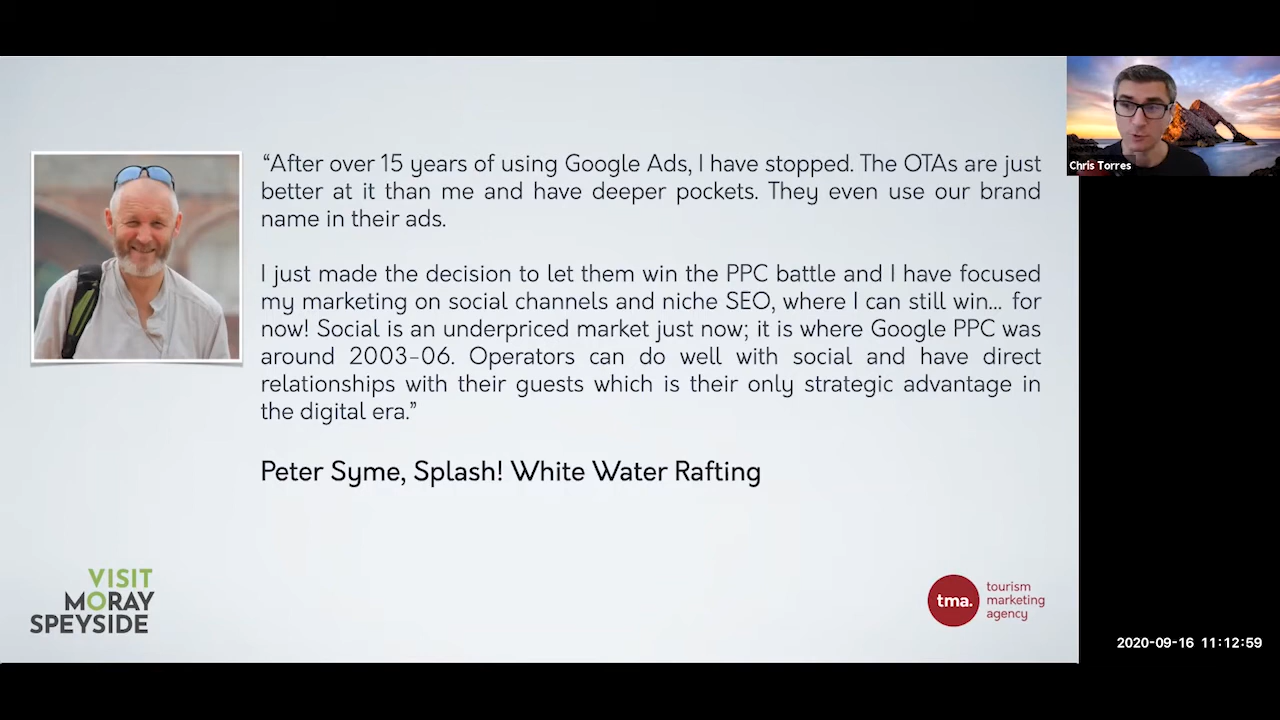 “After over 15 years of using Google Ads, I have stopped. The OTAs are just
better at it than me and have deeper pockets. They even use our brand
name in their ads.
I just made the decision to let them win the PPC battle and I have focused
my marketing on social channels and niche SEO, where I can still win... for
now! Social is an underpriced market just now; it is where Google PPC was
around 2003–06. Operators can do well with social and have direct
relationships with their guests which is their only strategic advantage in
the digital era.”
Peter Syme, Splash! White Water Rafting
Chris Torres
VISIT
MORAY
SPEYSIDE
tma.
tourism
marketing
agency
2020-09-16 11:12:59